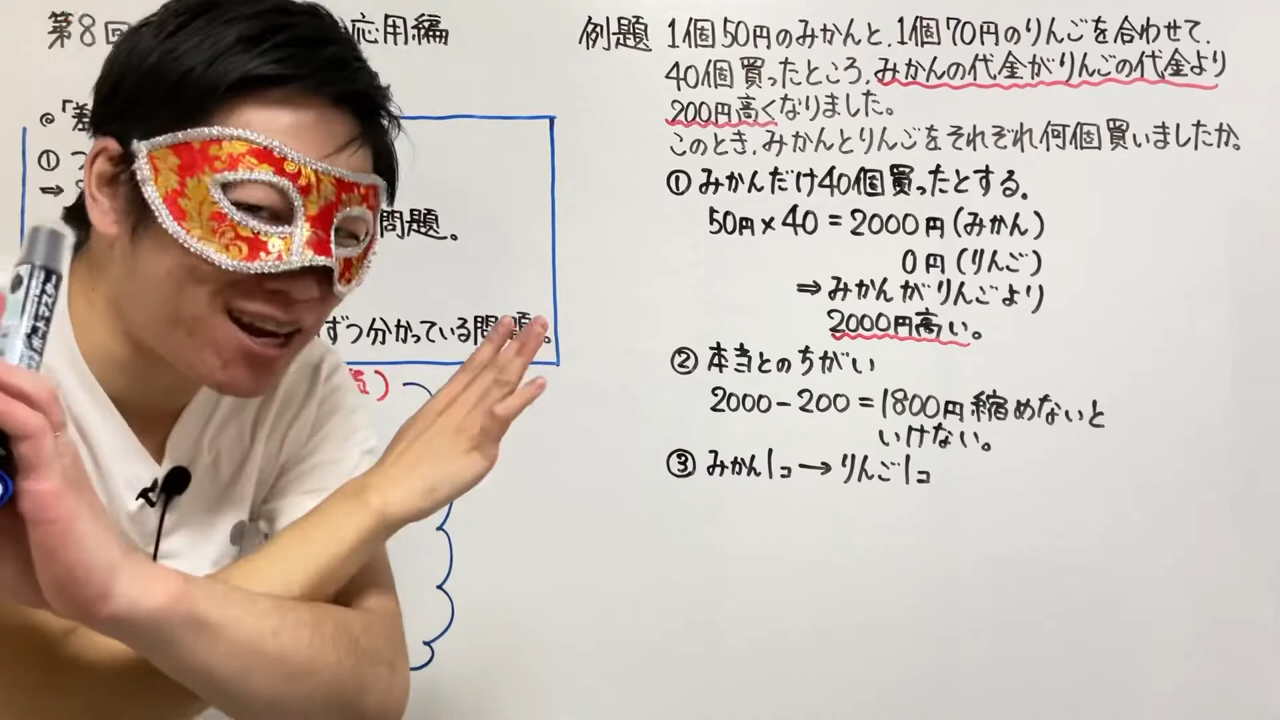 第8回 応用編
◎「差
①つ
⇒
問題。
ずつ分かっている問題。
)
例題 1個50円のみかんと、1個70円のりんごを合わせて、
40個買ったところ、みかんの代金がりんごの代金より
200円高くなりました。
このとき、みかんとりんごをそれぞれ何個買いましたか。
①みかんだけ40個買ったとする。
50円×40=2000円(みかん)
0円(りんご)
⇒みかんがりんごより
2000円高い。
②本当とのちがい
2000-200=1800円縮めないと
いけない。
③みかん1コ→りんご1コ